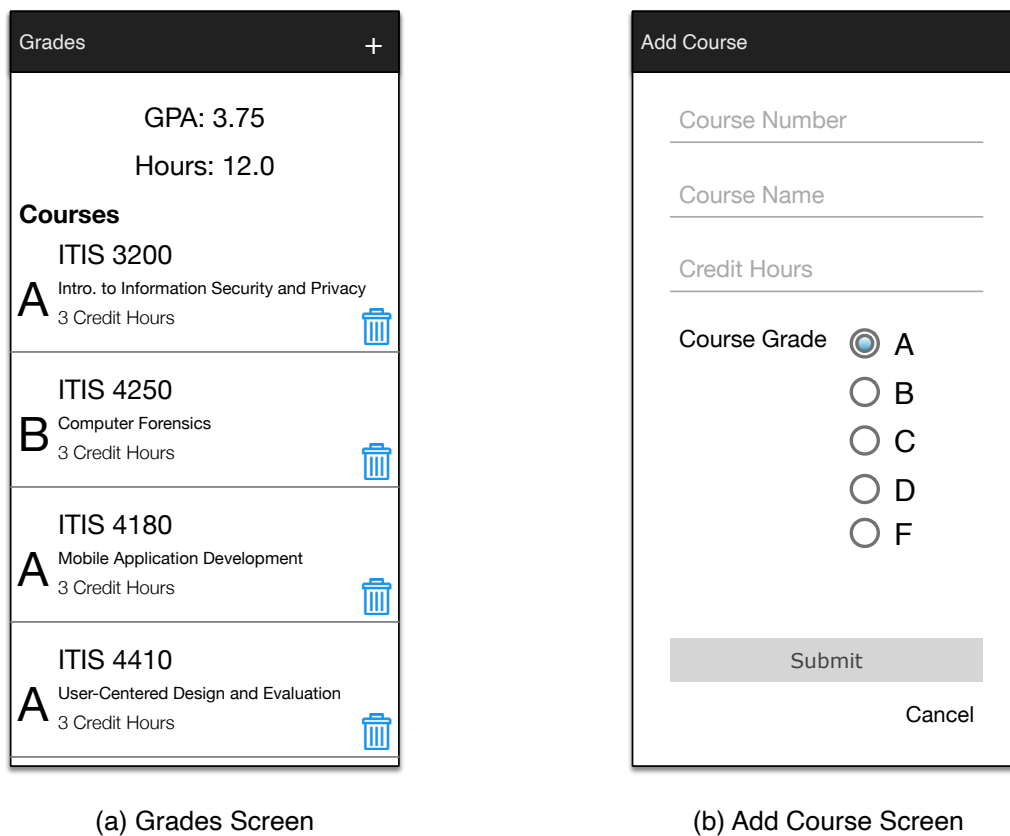 Grades +
GPA: 3.75
Hours: 12.0
Courses
ITIS 3200
A
Intro. to Information Security and Privacy
3 Credit Hours
ITIS 4250
B
Computer Forensics
3 Credit Hours
ITIS 4180
A
Mobile Application Development
3 Credit Hours
ITIS 4410
A
User-Centered Design and Evaluation
3 Credit Hours
(a) Grades Screen
Add Course
Course Number
Course Name
Credit Hours
Course Grade A
B
C
D
F
Submit
Cancel
(b) Add Course Screen